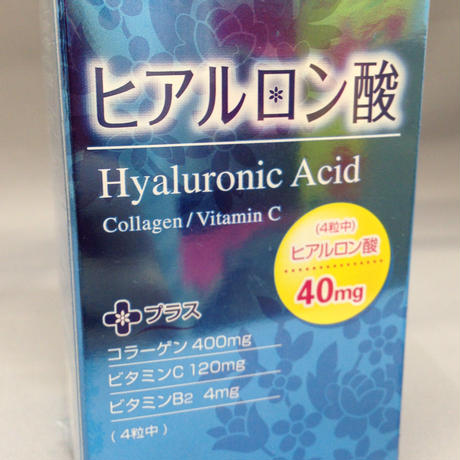 ヒアルロン酸
Hyaluronic Acid
Collagen / Vitamin C
(4粒中)
ヒアルロン酸
40mg
プラス
コラーゲン 400mg
ビタミンC 120mg
ビタミンB2 4mg
(4粒中)